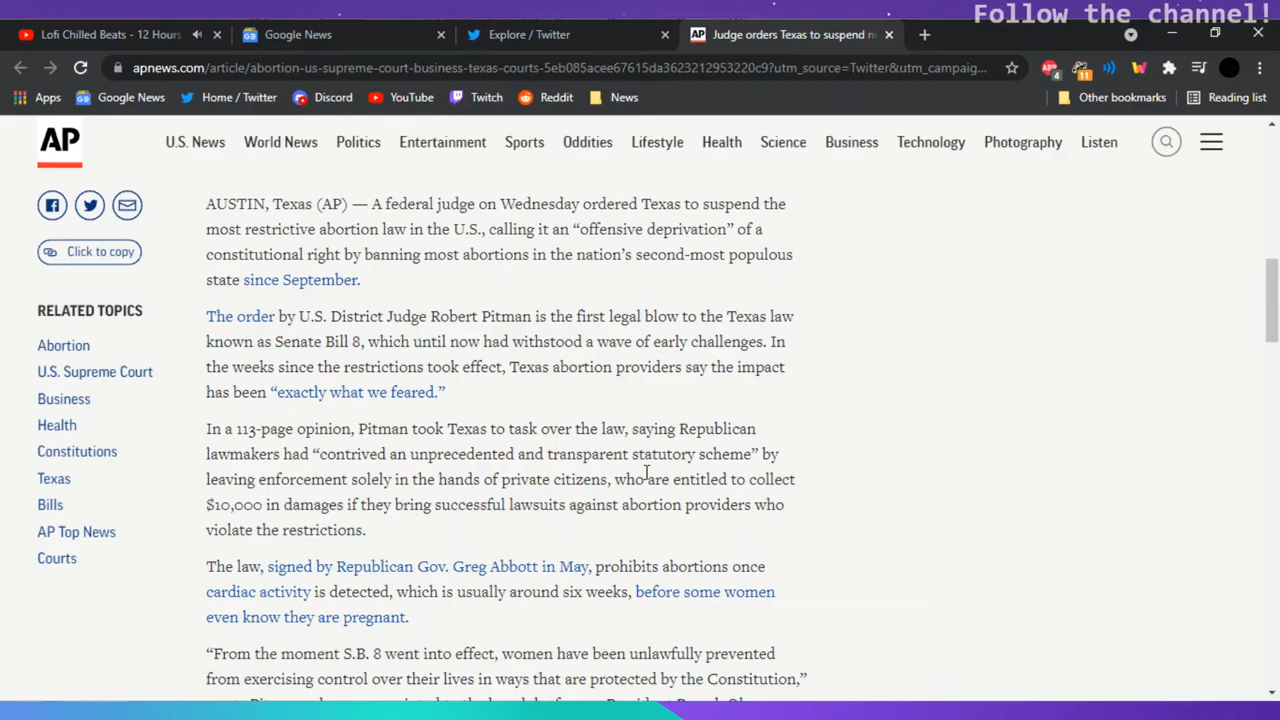 Follow the channel!
Lofi Chilled Beats - 12 Hours
Google News
Explore / Twitter
AP Judge orders Texas to suspend n
apnews.com/article/abortion-us-supreme-court-business-texas-courts-5eb085acee67615da3623212953220c9?utm_source=Twitter&utm_campaig...
4
11
Apps
Google News
Home / Twitter
Discord
YouTube
Twitch
Reddit
News
Other bookmarks
Reading list
AP
U.S. News
World News
Politics
Entertainment
Sports
Oddities
Lifestyle
Health
Science
Business
Technology
Photography
Listen
Click to copy
RELATED TOPICS
Abortion
U.S. Supreme Court
Business
Health
Constitutions
Texas
Bills
AP Top News
Courts
AUSTIN, Texas (AP) — A federal judge on Wednesday ordered Texas to suspend the
most restrictive abortion law in the U.S., calling it an “offensive deprivation” of a
constitutional right by banning most abortions in the nation’s second-most populous
state since September.
The order by U.S. District Judge Robert Pitman is the first legal blow to the Texas law
known as Senate Bill 8, which until now had withstood a wave of early challenges. In
the weeks since the restrictions took effect, Texas abortion providers say the impact
has been “exactly what we feared.”
In a 113-page opinion, Pitman took Texas to task over the law, saying Republican
lawmakers had “contrived an unprecedented and transparent statutory scheme” by
leaving enforcement solely in the hands of private citizens, who are entitled to collect
$10,000 in damages if they bring successful lawsuits against abortion providers who
violate the restrictions.
The law, signed by Republican Gov. Greg Abbott in May, prohibits abortions once
cardiac activity is detected, which is usually around six weeks, before some women
even know they are pregnant.
“From the moment S.B. 8 went into effect, women have been unlawfully prevented
from exercising control over their lives in ways that are protected by the Constitution,”